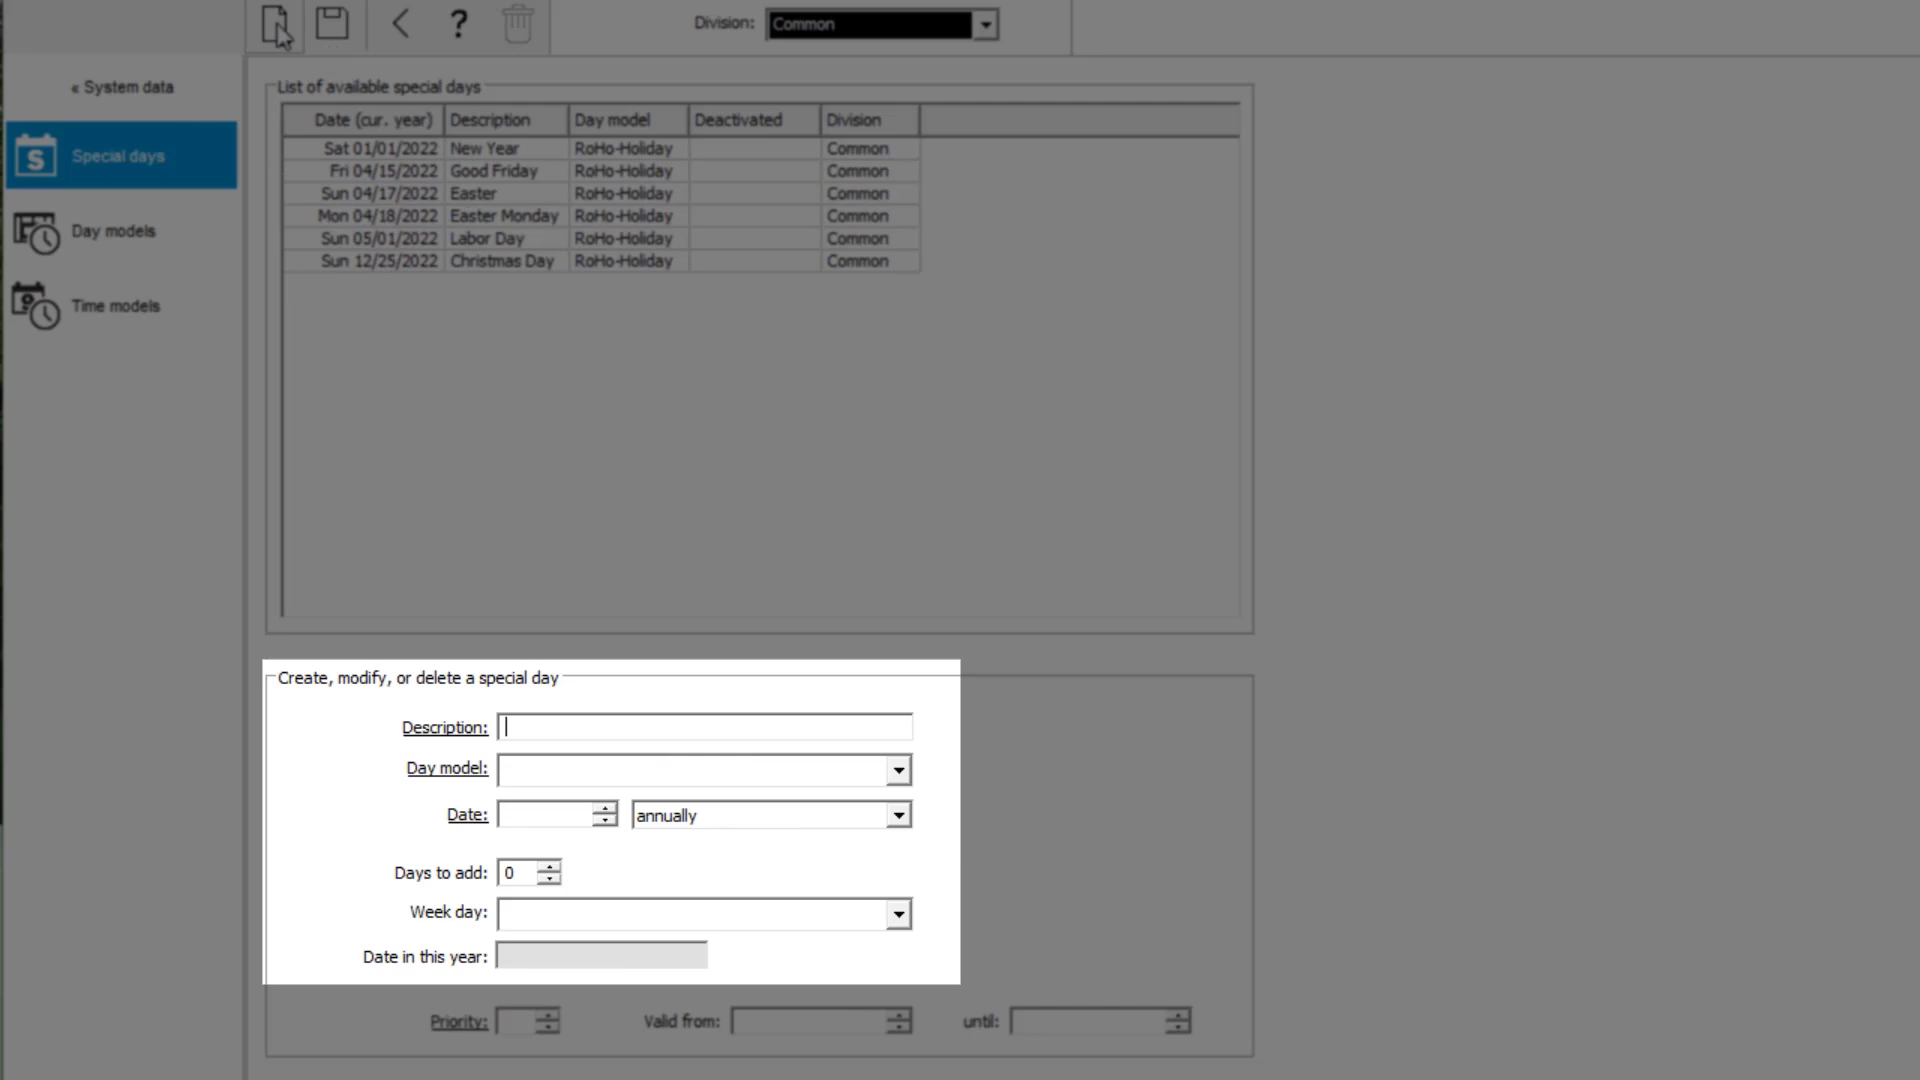 Division: Common
« System data
Special days
Day models
Time models
List of available special days
Date (cur. year) Description Day model Deactivated Division
Sat 01/01/2022 New Year RoHo-Holiday Common
Fri 04/15/2022 Good Friday RoHo-Holiday Common
Sun 04/17/2022 Easter RoHo-Holiday Common
Mon 04/18/2022 Easter Monday RoHo-Holiday Common
Sun 05/01/2022 Labor Day RoHo-Holiday Common
Sun 12/25/2022 Christmas Day RoHo-Holiday Common
Create, modify, or delete a special day
Description:
Day model:
Date: annually
Days to add: 0
Week day:
Date in this year:
Priority: Valid from: until: